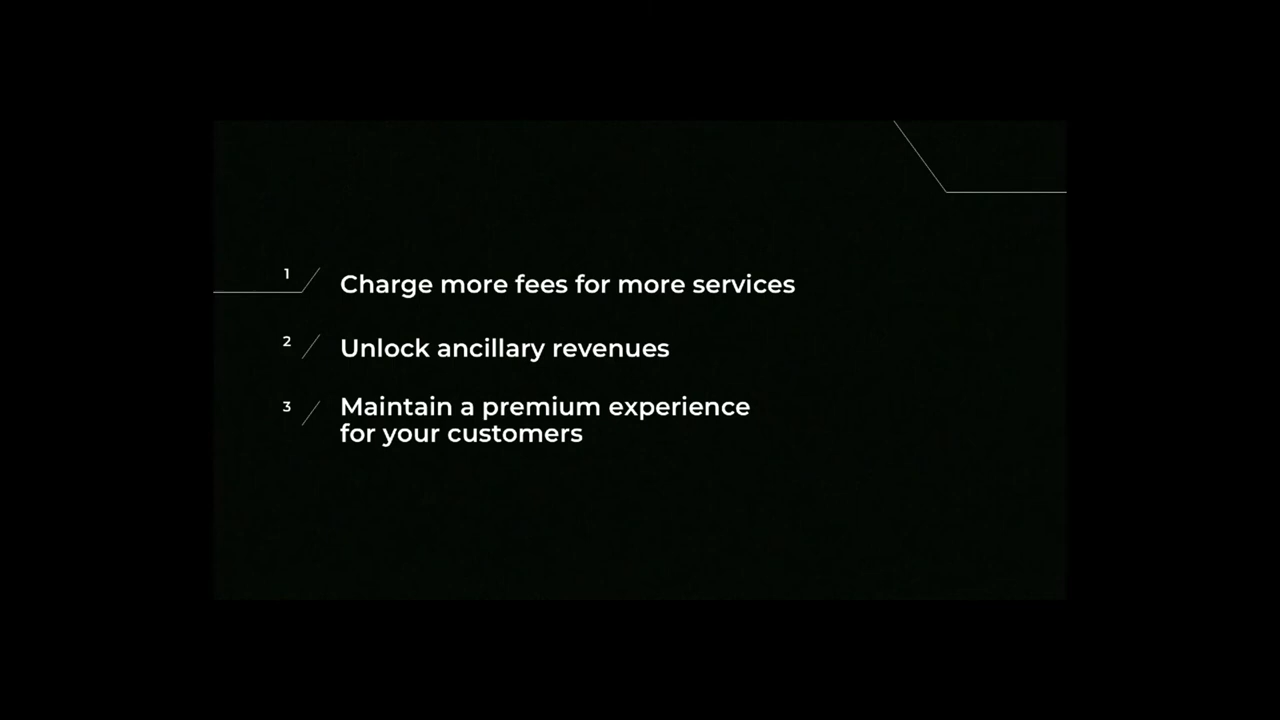 1 Charge more fees for more services
2 Unlock ancillary revenues
3 Maintain a premium experience
for your customers